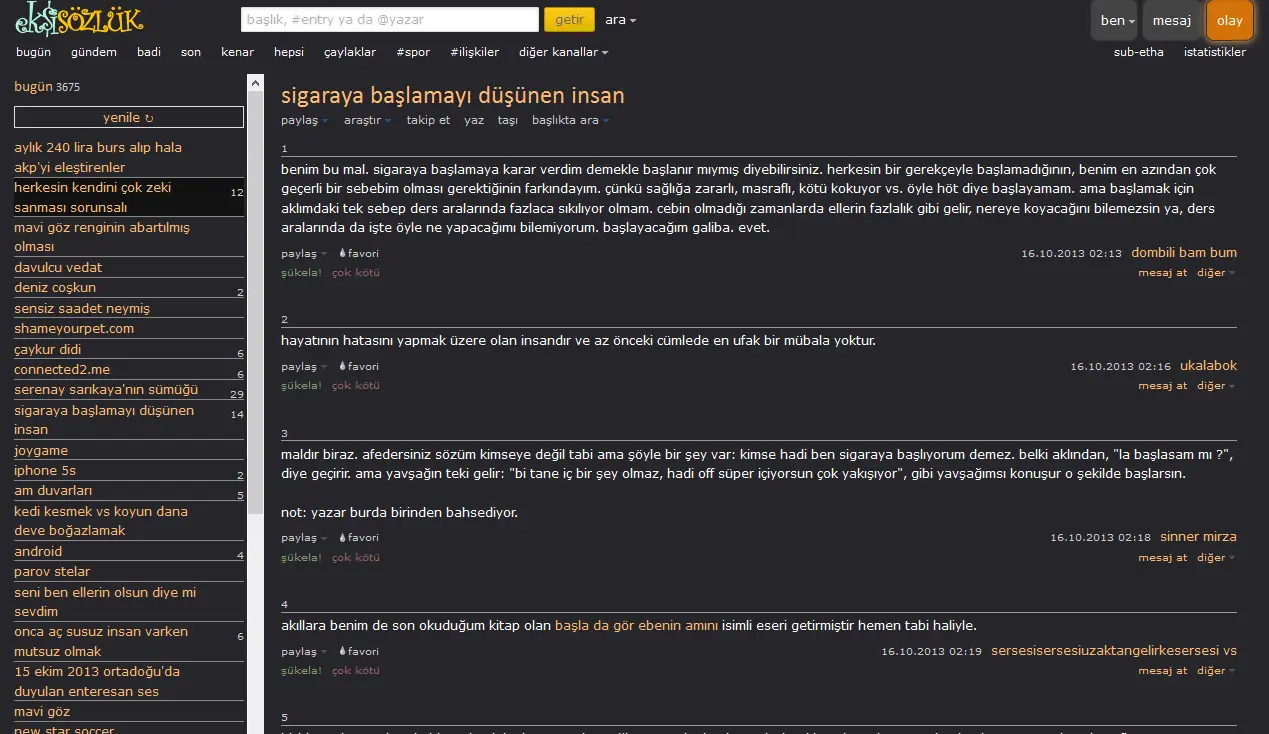 ekşisözlük
başlık, #entry ya da @yazar
getir
ara
ben
mesaj
olay
bugün gündem badi son kenar hepsi çaylaklar #spor #ilişkiler diğer kanallar
sub-etha istatistikler
bugün 3675
yenile ↻
aylık 240 lira burs alıp hala
akp'yi eleştirenler
herkesin kendini çok zeki
sanması sorunsalı
12
mavi göz renginin abartılmış
olması
davulcu vedat
deniz coşkun
2
sensiz saadet neymiş
shameyourpet.com
çaykur didi
6
connected2.me
6
serenay sarıkaya'nın sümüğü
29
sigaraya başlamayı düşünen
insan
14
joygame
iphone 5s
2
am duvarları
5
kedi kesmek vs koyun dana
deve boğazlamak
android
4
parov stelar
seni ben ellerin olsun diye mi
sevdim
onca aç susuz insan varken
mutsuz olmak
6
15 ekim 2013 ortadoğu'da
duyulan enteresan ses
mavi göz
new star soccer
sigaraya başlamayı düşünen insan
paylaş araştır takip et yaz taşı başlıkta ara
1
benim bu mal. sigaraya başlamaya karar verdim demekle başlanır mıymış diyebilirsiniz. herkesin bir gerekçeyle başlamadığının, benim en azından çok
geçerli bir sebebim olması gerektiğinin farkındayım. çünkü sağlığa zararlı, masraflı, kötü kokuyor vs. öyle höt diye başlayamam. ama başlamak için
aklımdaki tek sebep ders aralarında fazlaca sıkılıyor olmam. cebin olmadığı zamanlarda ellerin fazlalık gibi gelir, nereye koyacağını bilemezsin ya, ders
aralarında da işte öyle ne yapacağımı bilemiyorum. başlayacağım galiba. evet.
paylaş favori 16.10.2013 02:13 dombili bam bum
şükela! çok kötü mesaj at diğer
2
hayatının hatasını yapmak üzere olan insandır ve az önceki cümlede en ufak bir mübala yoktur.
paylaş favori 16.10.2013 02:16 ukalabok
şükela! çok kötü mesaj at diğer
3
maldır biraz. afedersiniz sözüm kimseye değil tabi ama şöyle bir şey var: kimse hadi ben sigaraya başlıyorum demez. belki aklından, "la başlasam mı ?",
diye geçirir. ama yavşağın teki gelir: "bi tane iç bir şey olmaz, hadi off süper içiyorsun çok yakışıyor", gibi yavşağımsı konuşur o şekilde başlarsın.
not: yazar burda birinden bahsediyor.
paylaş favori 16.10.2013 02:18 sinner mirza
şükela! çok kötü mesaj at diğer
4
akıllara benim de son okuduğum kitap olan başla da gör ebenin amını isimli eseri getirmiştir hemen tabi haliyle.
paylaş favori 16.10.2013 02:19 sersesisersesiuzaktangelirkesersesi vs
şükela! çok kötü mesaj at diğer
5